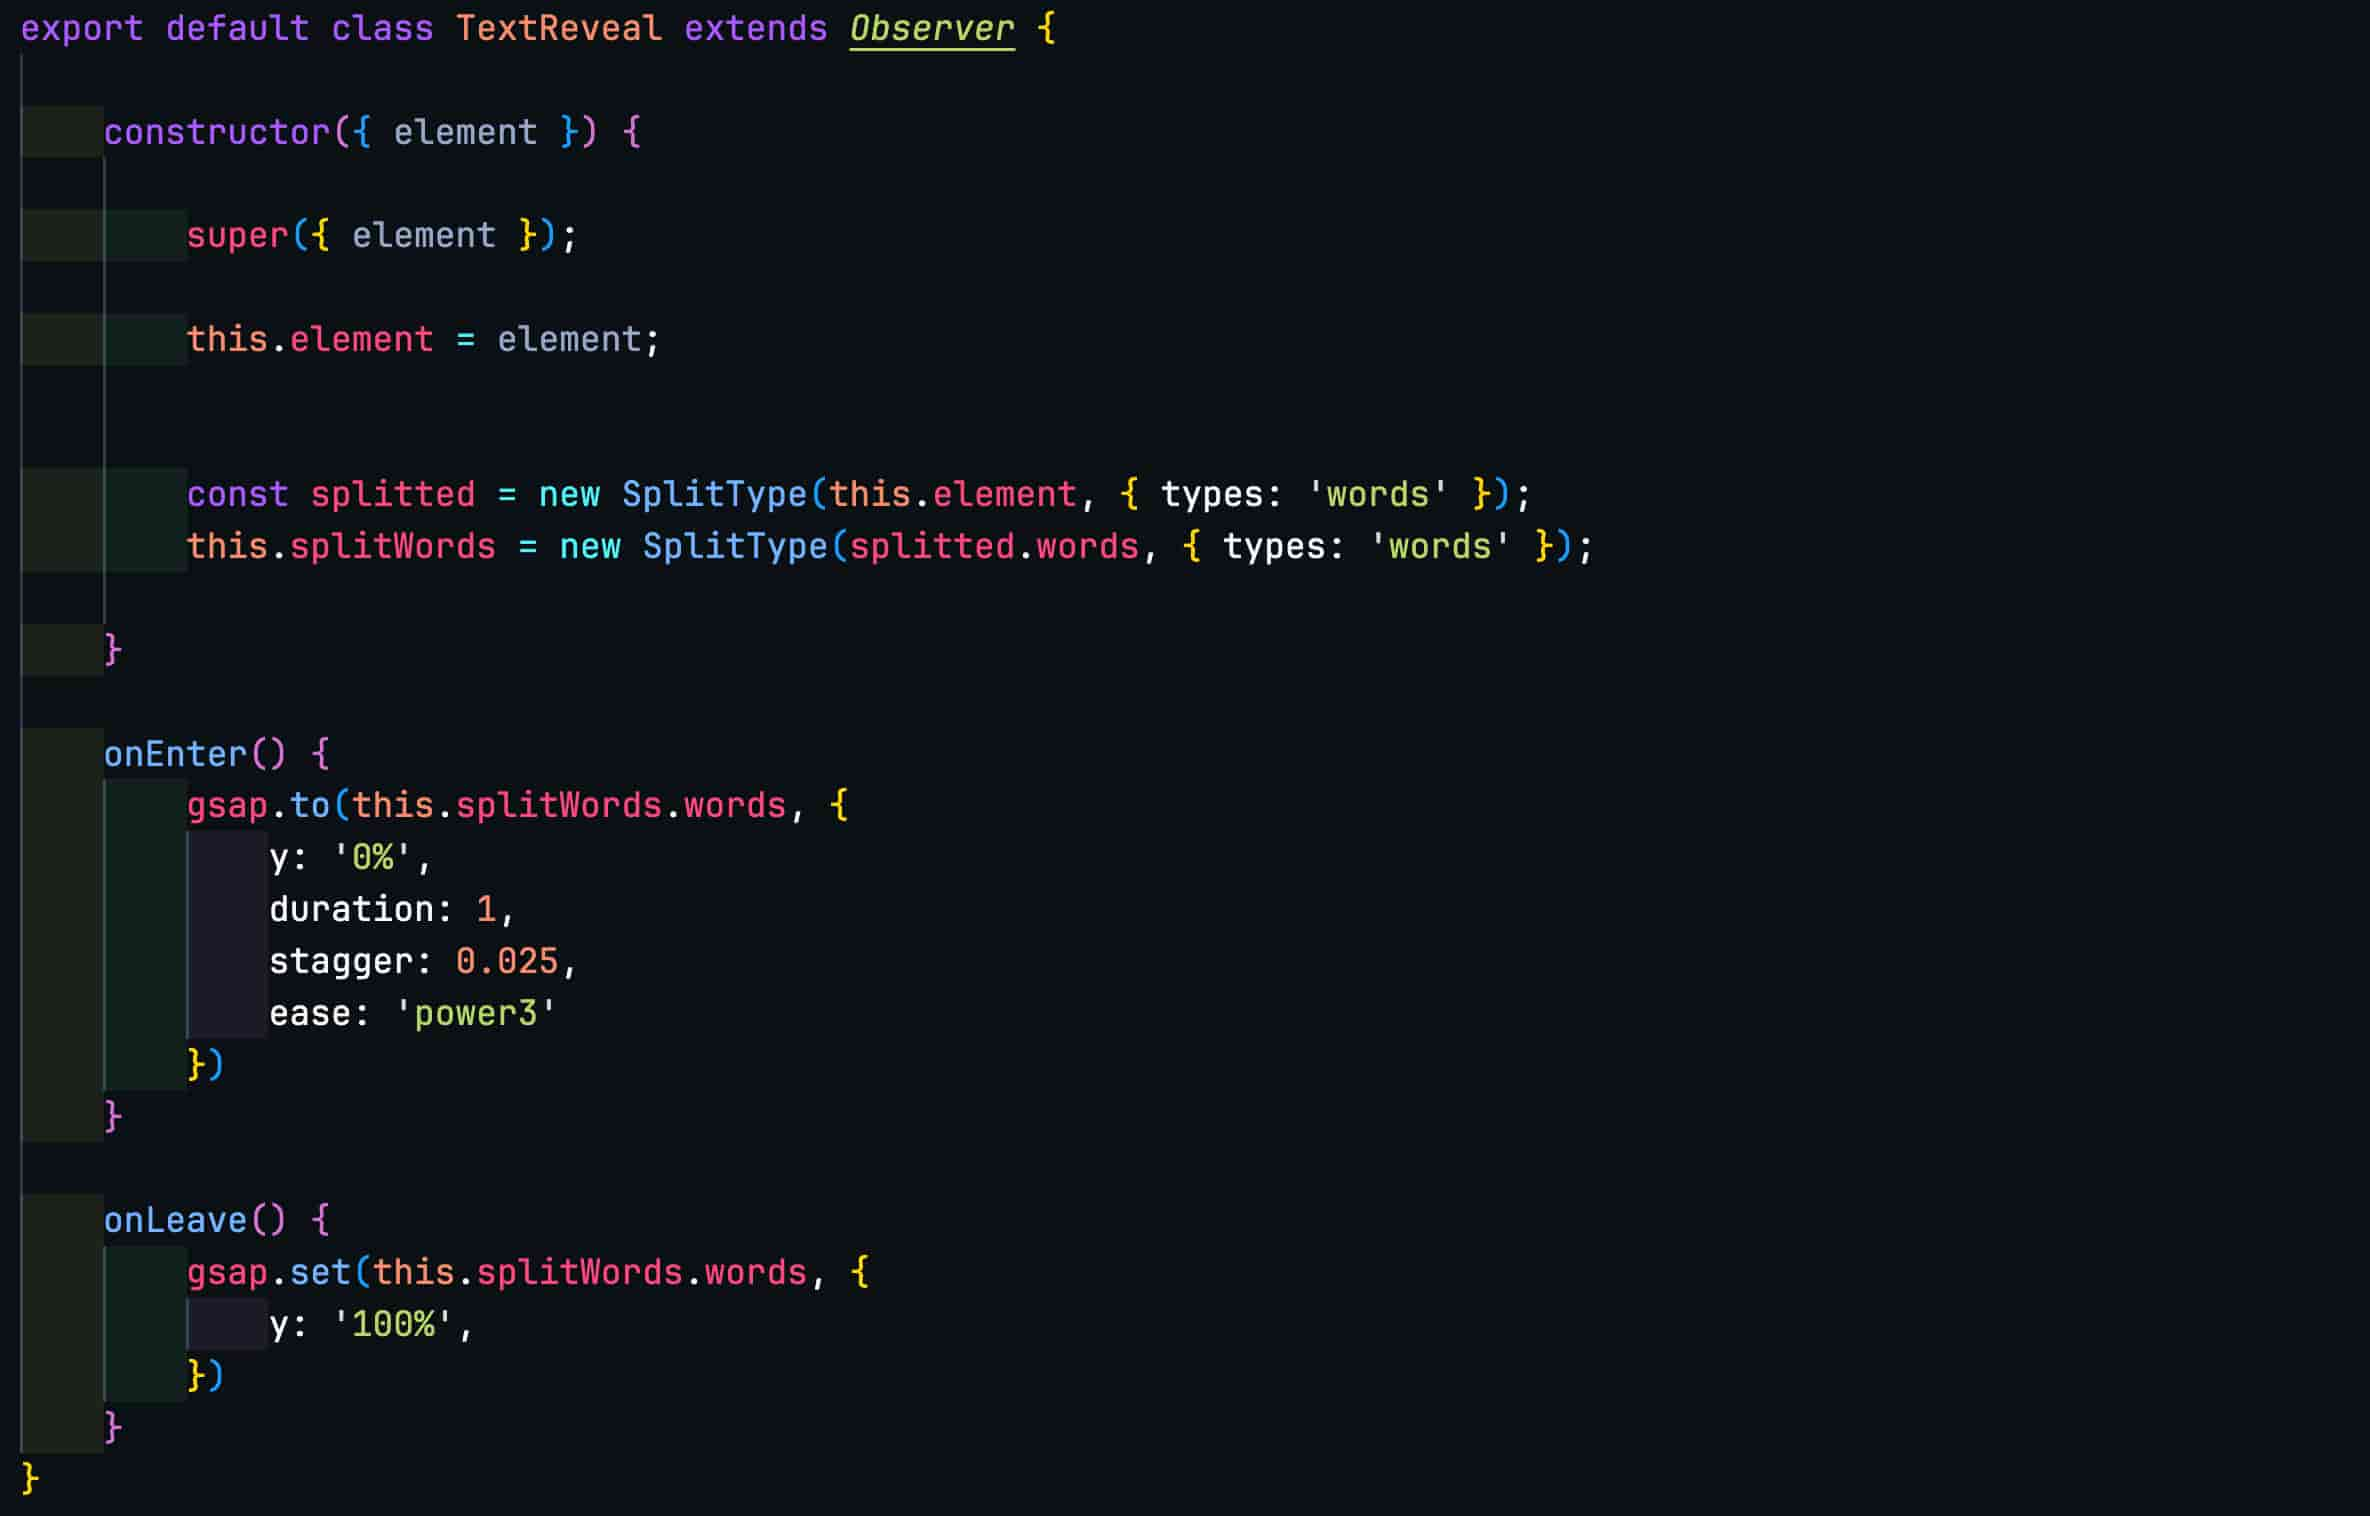 export default class TextReveal extends Observer {
constructor({ element }) {
super({ element });
this.element = element;
const splitted = new SplitType(this.element, { types: 'words' });
this.splitWords = new SplitType(splitted.words, { types: 'words' });
}
onEnter() {
gsap.to(this.splitWords.words, {
y: '0%',
duration: 1,
stagger: 0.025,
ease: 'power3'
})
}
onLeave() {
gsap.set(this.splitWords.words, {
y: '100%',
})
}
}